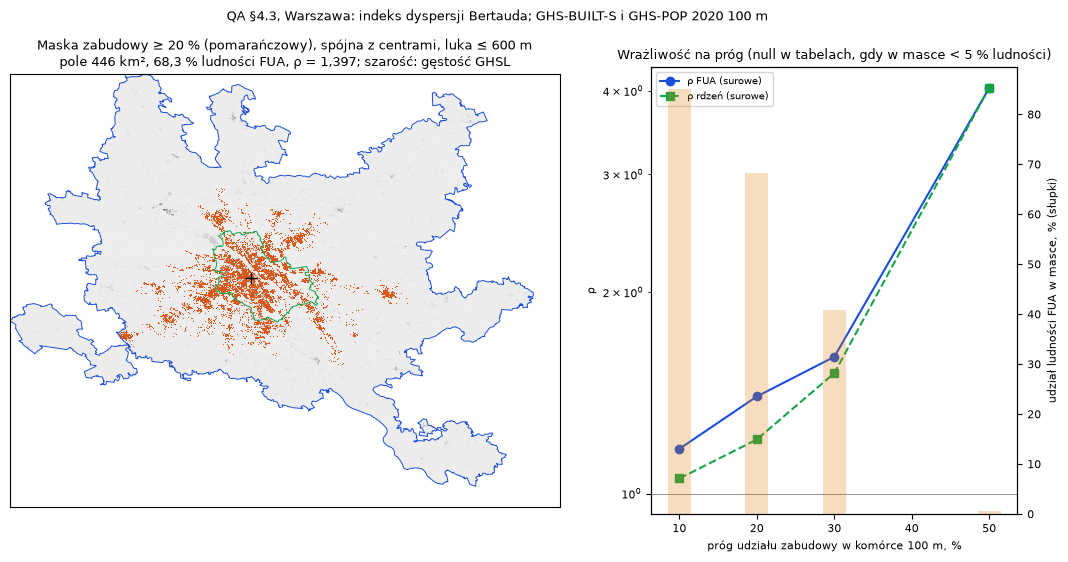 QA §4.3, Warszawa: indeks dyspersji Bertauda; GHS-BUILT-S i GHS-POP 2020 100 m
Maska zabudowy ≥ 20 % (pomarańczowy), spójna z centrami, luka ≤ 600 m
pole 446 km², 68,3 % ludności FUA, ρ = 1,397; szarość: gęstość GHSL
Wrażliwość na próg (null w tabelach, gdy w masce < 5 % ludności)
ρ FUA (surowe)
ρ rdzeń (surowe)
4 × 10⁰
3 × 10⁰
2 × 10⁰
10⁰
ρ
10
20
30
40
50
próg udziału zabudowy w komórce 100 m, %
80
70
60
50
40
30
20
10
0
udział ludności FUA w masce, % (słupki)